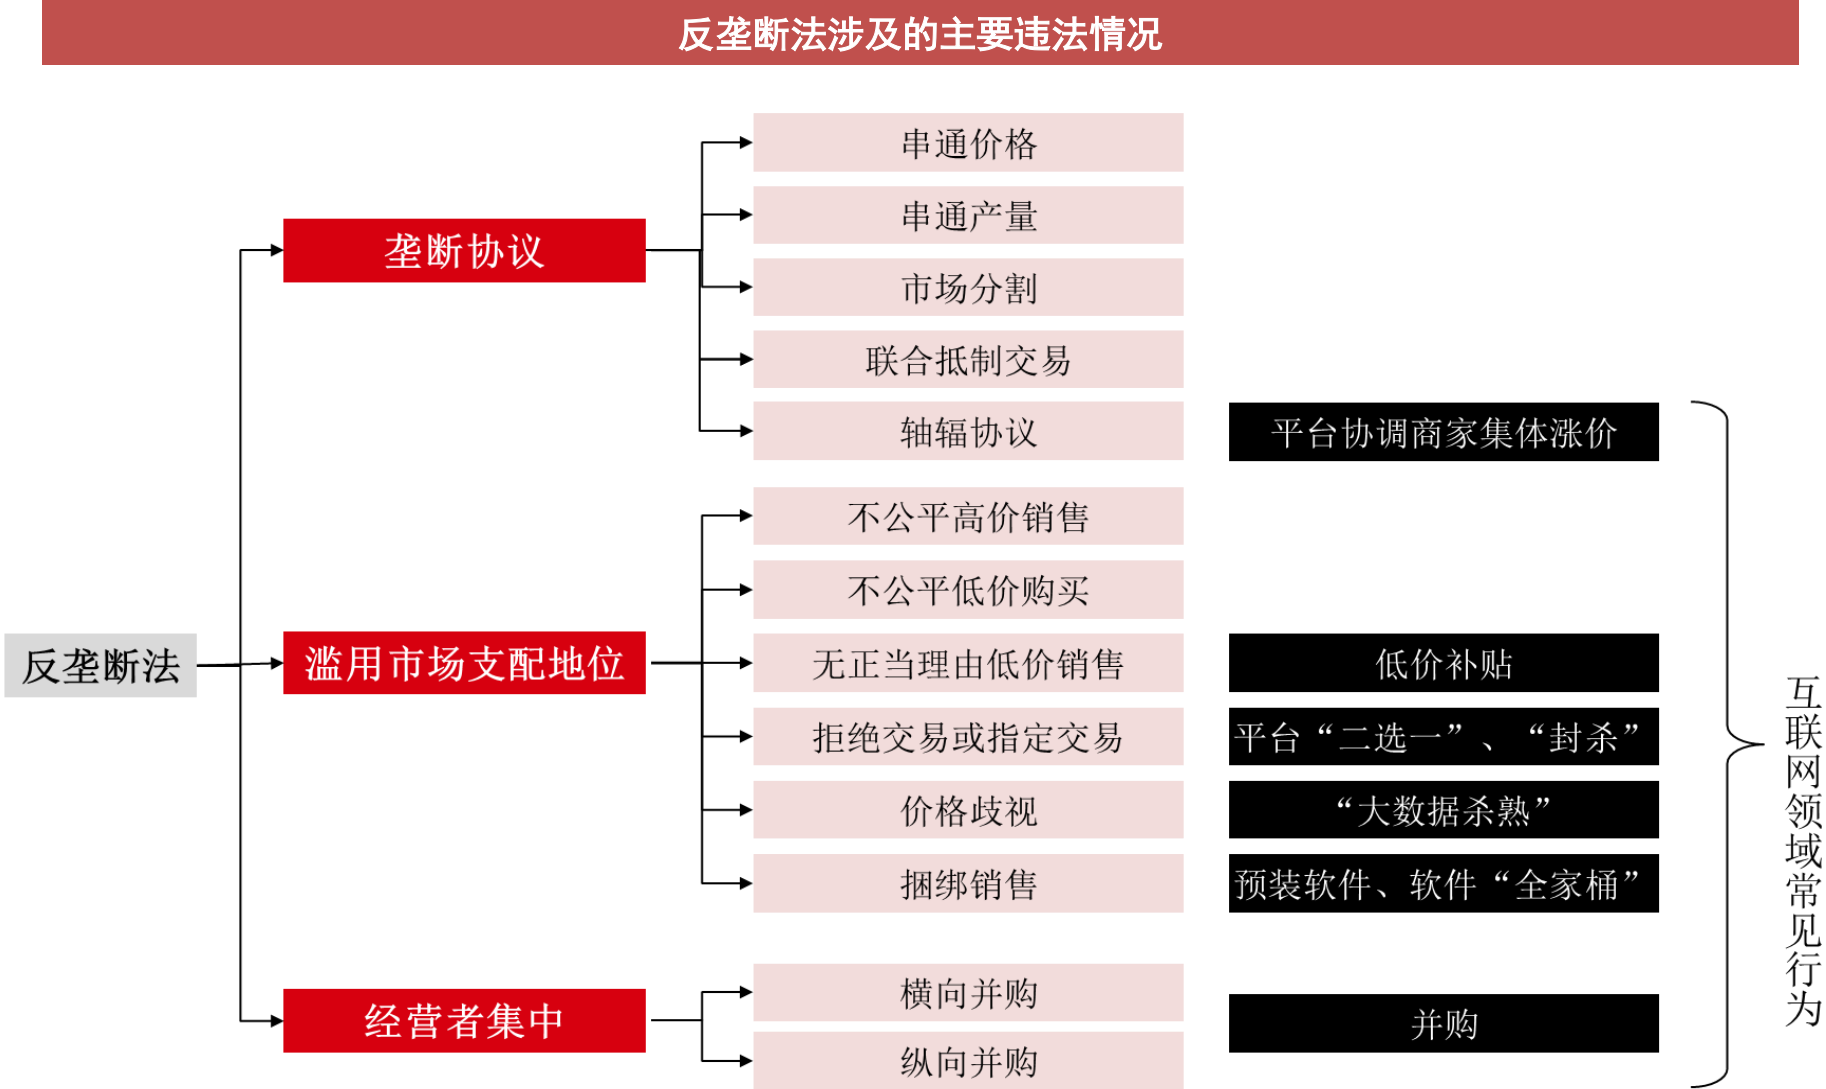 反垄断法涉及的主要违法情况
反垄断法
垄断协议
串通价格
串通产量
市场分割
联合抵制交易
轴辐协议
平台协调商家集体涨价
滥用市场支配地位
不公平高价销售
不公平低价购买
无正当理由低价销售
低价补贴
拒绝交易或指定交易
平台“二选一”、“封杀”
价格歧视
“大数据杀熟”
捆绑销售
预装软件、软件“全家桶”
经营者集中
横向并购
纵向并购
并购
互联网领域常见行为